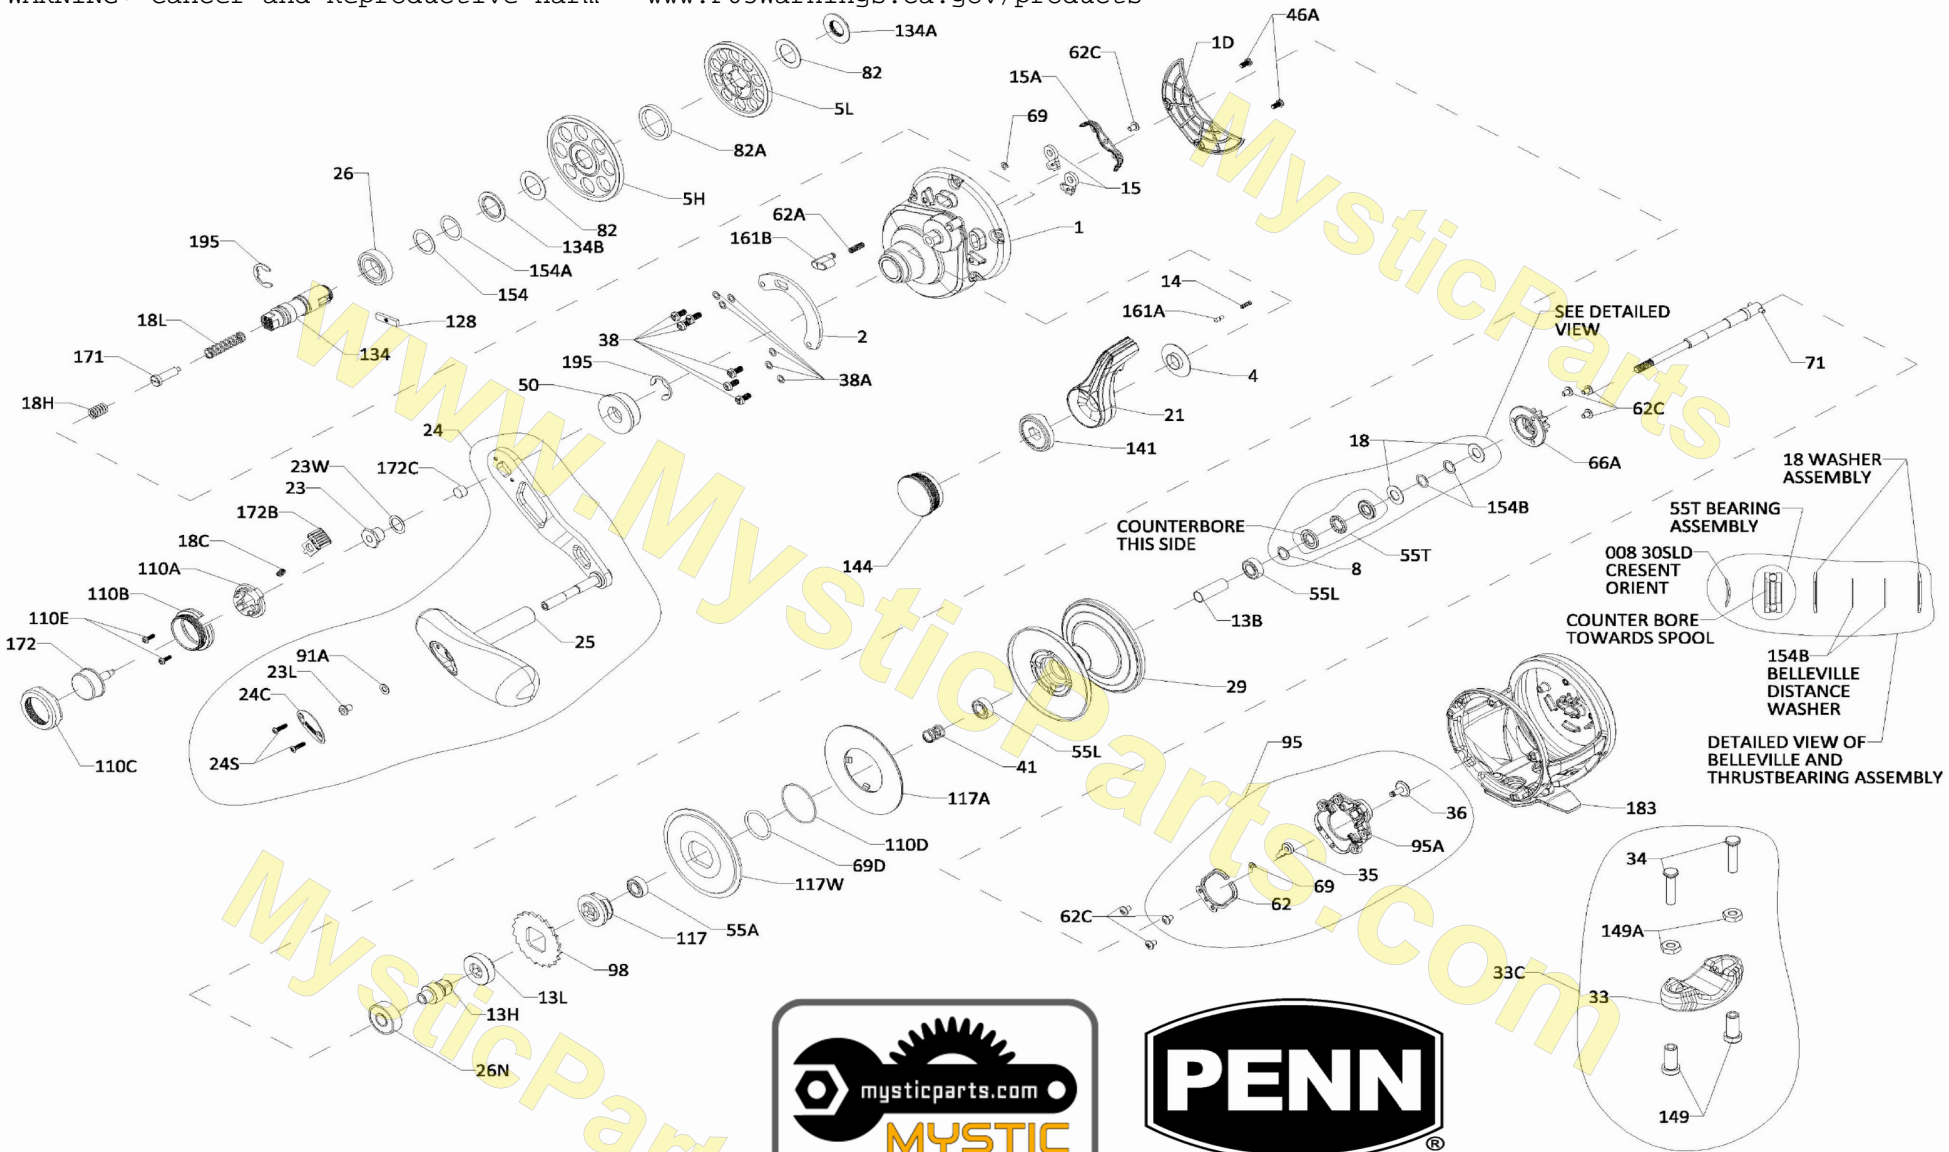 WARNING: Cancer and Reproductive Harm - www.P65Warnings.ca.gov/products
134A
82
5L
82A
5H
82
134B
154A
154
26
195
18L
134
128
171
18H
62C
15A
1D
46A
69
15
1
62A
161B
2
38
38A
195
50
14
161A
4
21
141
144
SEE DETAILED
VIEW
71
62C
66A
18
154B
COUNTERBORE
THIS SIDE
55T
8
55L
13B
29
18 WASHER
ASSEMBLY
55T BEARING
ASSEMBLY
008 30SLD
CRESENT
ORIENT
COUNTER BORE
TOWARDS SPOOL
154B
BELLEVILLE
DISTANCE
WASHER
DETAILED VIEW OF
BELLEVILLE AND
THRUSTBEARING ASSEMBLY
24
23W
172C
23
172B
18C
110A
110B
110E
172
110C
25
91A
23L
24C
24S
55L
41
117A
110D
69D
117W
55A
117
98
13L
13H
26N
95
36
95A
35
69
62
62C
183
34
149A
33C
33
149
www.MysticParts.com
MysticParts
MysticParts
mysticparts.com
MYSTIC
PENN
®